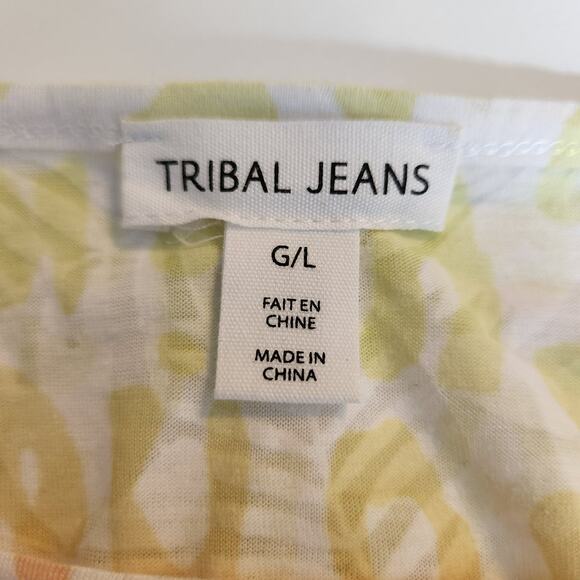 TRIBAL JEANS
G/L
FAIT EN
CHINE
MADE IN
CHINA